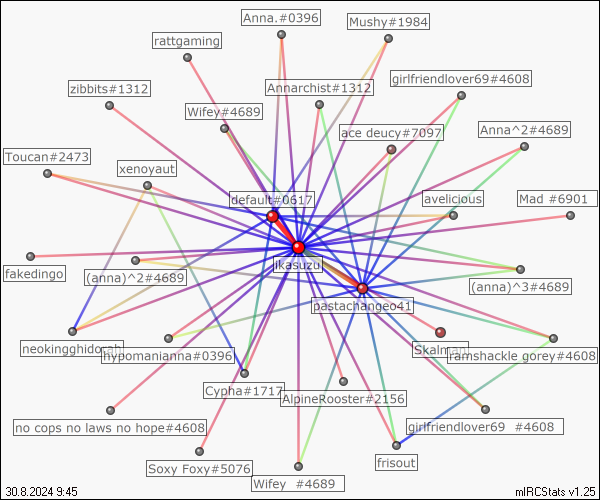 Anna.#0396
Mushy#1984
rattgaming
girlfriendlover69#4608
zibbits#1312
Annarchist#1312
Wifey#4689
Anna^2#4689
ace deucy#7097
Toucan#2473
xenoyaut
default#0617
avelicious
Mad #6901
ikasuzu
fakedingo
(anna)^2#4689
(anna)^3#4689
pastachangeo41
neokingghidorah
hypomanianna#0396
Skalman
ramshackle gorey#4608
Cypha#1717
AlpineRooster#2156
no cops no laws no hope#4608
girlfriendlover69 #4608
Soxy Foxy#5076
frisout
Wifey #4689
30.8.2024 9:45
mIRCStats v1.25